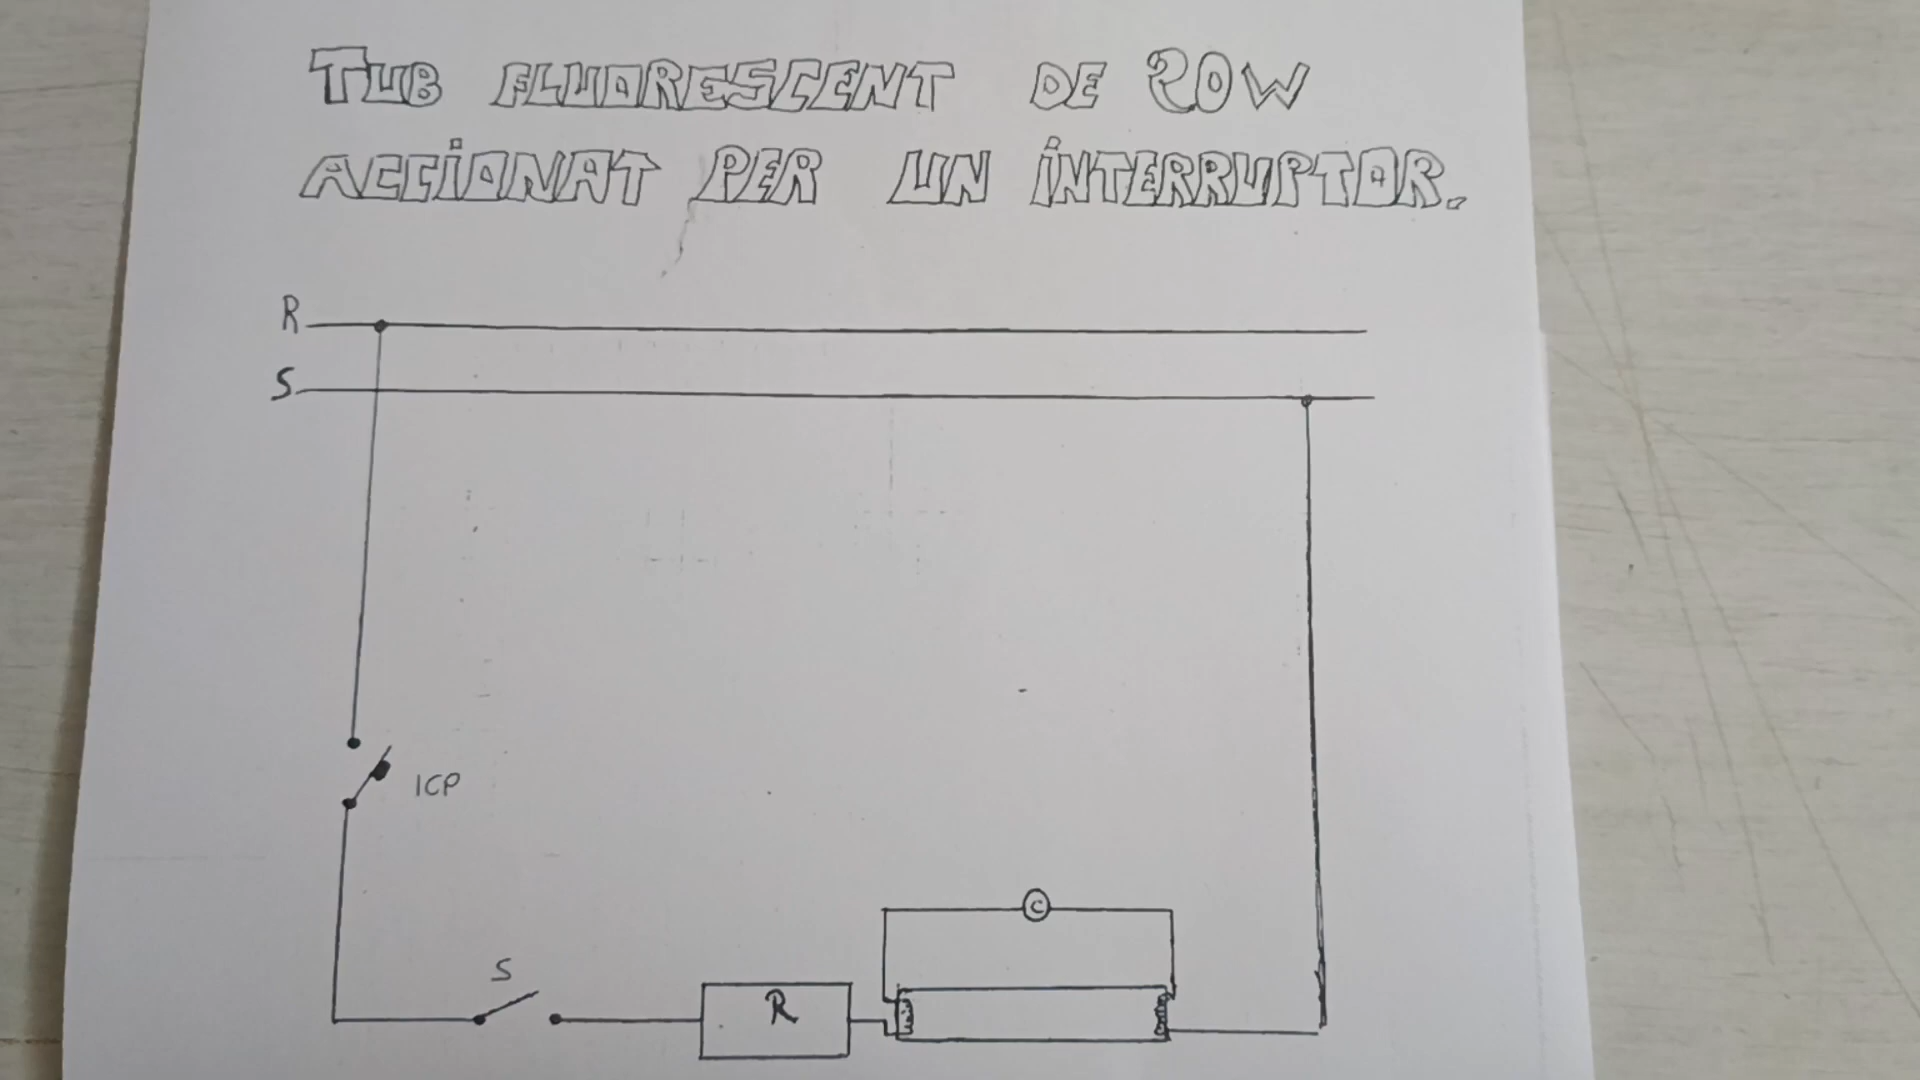 TUB FLUORESCENT DE 20W
ACCIONAT PER UN INTERRUPTOR.
R
S
ICP
C
S
R